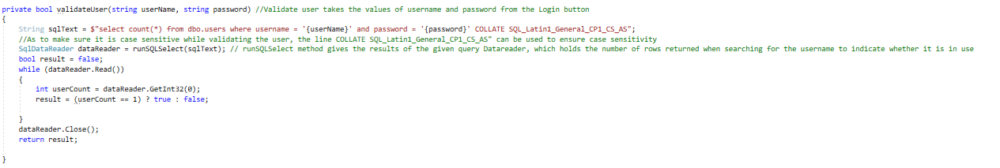 private bool validateUser(string userName, string password) //Validate user takes the values of username and password from the Login button
{
String sqlText = $"select count(*) from dbo.users where username = '{userName}' and password = '{password}' COLLATE SQL_Latin1_General_CP1_CS_AS";
//As to make sure it is case sensitive while validating the user, the line COLLATE SQL_Latin1_General_CP1_CS_AS" can be used to ensure case sensitivity
SqlDataReader dataReader = runSQLSelect(sqlText); // runSQLSelect method gives the results of the given query Datareader, which holds the number of rows returned when searching for the username to indicate whether it is in use
bool result = false;
while (dataReader.Read())
{
int userCount = dataReader.GetInt32(0);
result = (userCount == 1) ? true : false;
}
dataReader.Close();
return result;
}